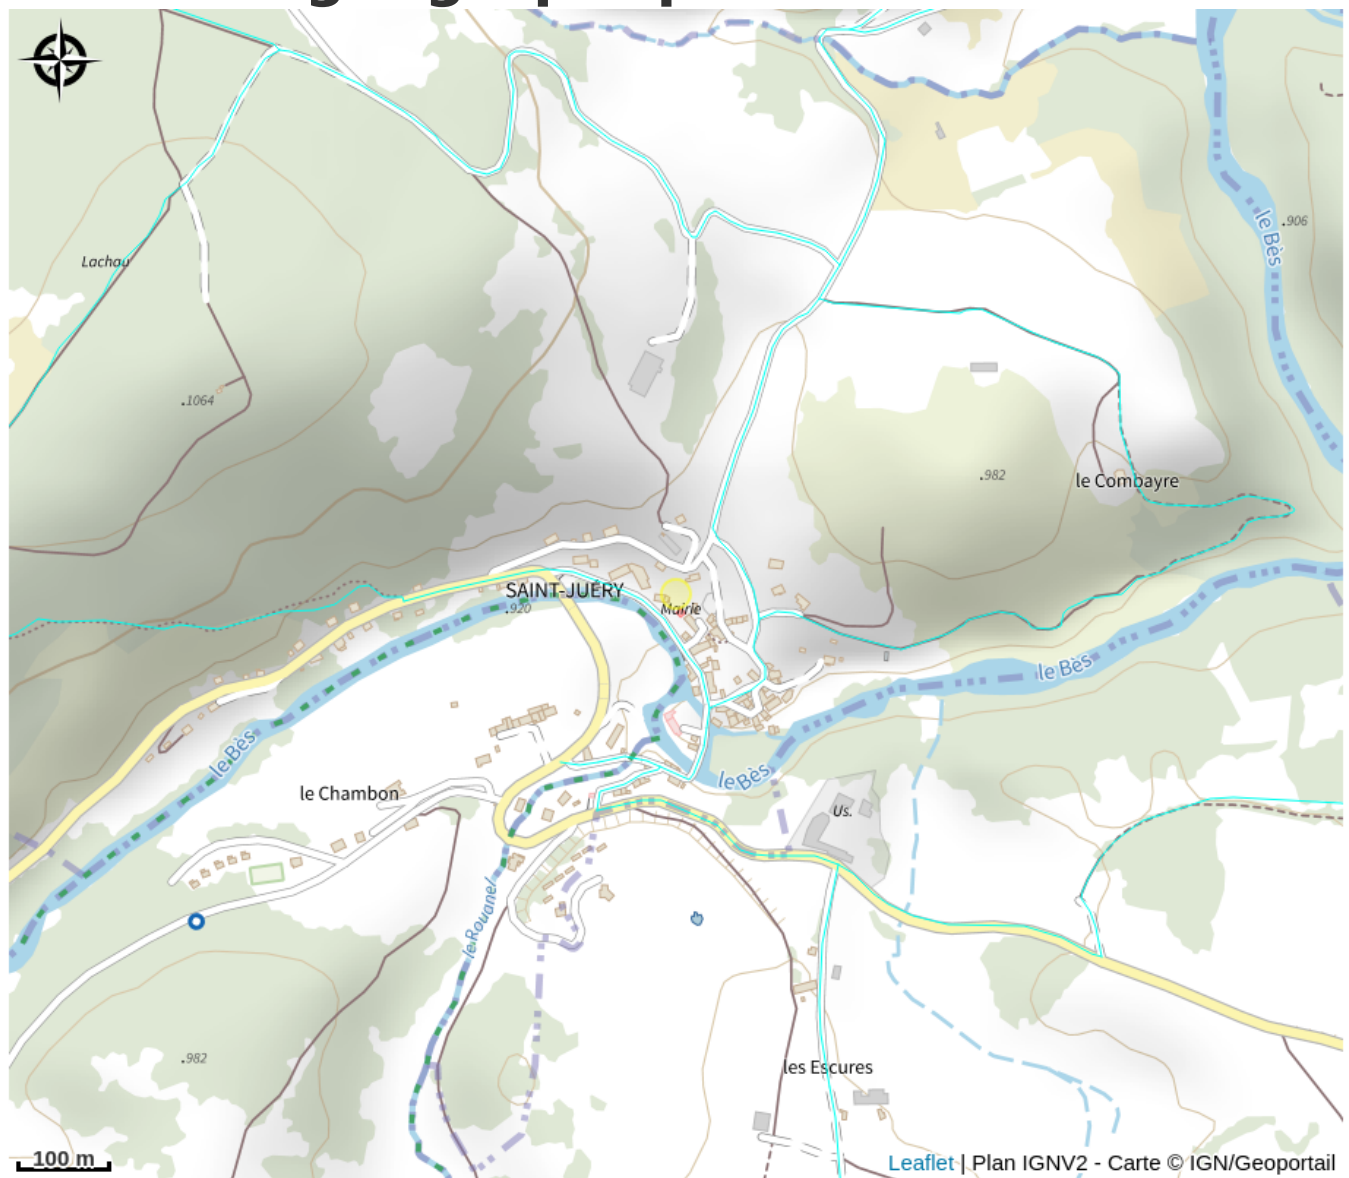 le Bès
.906
Lachau
.1064
.982
le Combayre
SAINT-JUÉRY
.920
Mairie
le Bès
le Bès
le Bès
le Chambon
Us.
le Rouanel
.982
les Escures
100 m
Leaflet | Plan IGNV2 - Carte © IGN/Geoportail